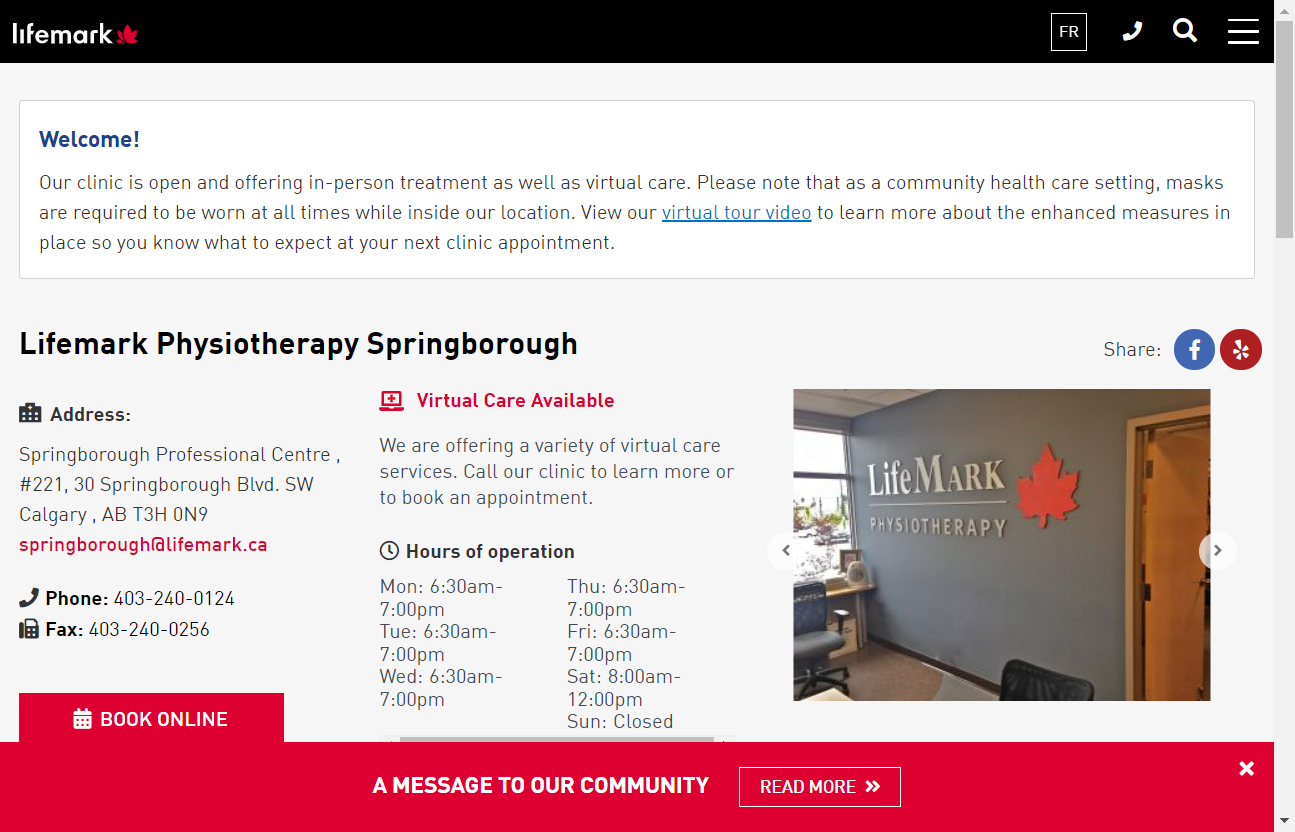 lifemark
FR
Welcome!
Our clinic is open and offering in-person treatment as well as virtual care. Please note that as a community health care setting, masks
are required to be worn at all times while inside our location. View our virtual tour video to learn more about the enhanced measures in
place so you know what to expect at your next clinic appointment.
Lifemark Physiotherapy Springborough
Share:
Address:
Springborough Professional Centre ,
#221, 30 Springborough Blvd. SW
Calgary , AB T3H 0N9
springborough@lifemark.ca
Phone: 403-240-0124
Fax: 403-240-0256
BOOK ONLINE
Virtual Care Available
We are offering a variety of virtual care
services. Call our clinic to learn more or
to book an appointment.
Hours of operation
Mon: 6:30am-
7:00pm
Tue: 6:30am-
7:00pm
Wed: 6:30am-
7:00pm
Thu: 6:30am-
7:00pm
Fri: 6:30am-
7:00pm
Sat: 8:00am-
12:00pm
Sun: Closed
LifeMARK
PHYSIOTHERAPY
A MESSAGE TO OUR COMMUNITY
READ MORE